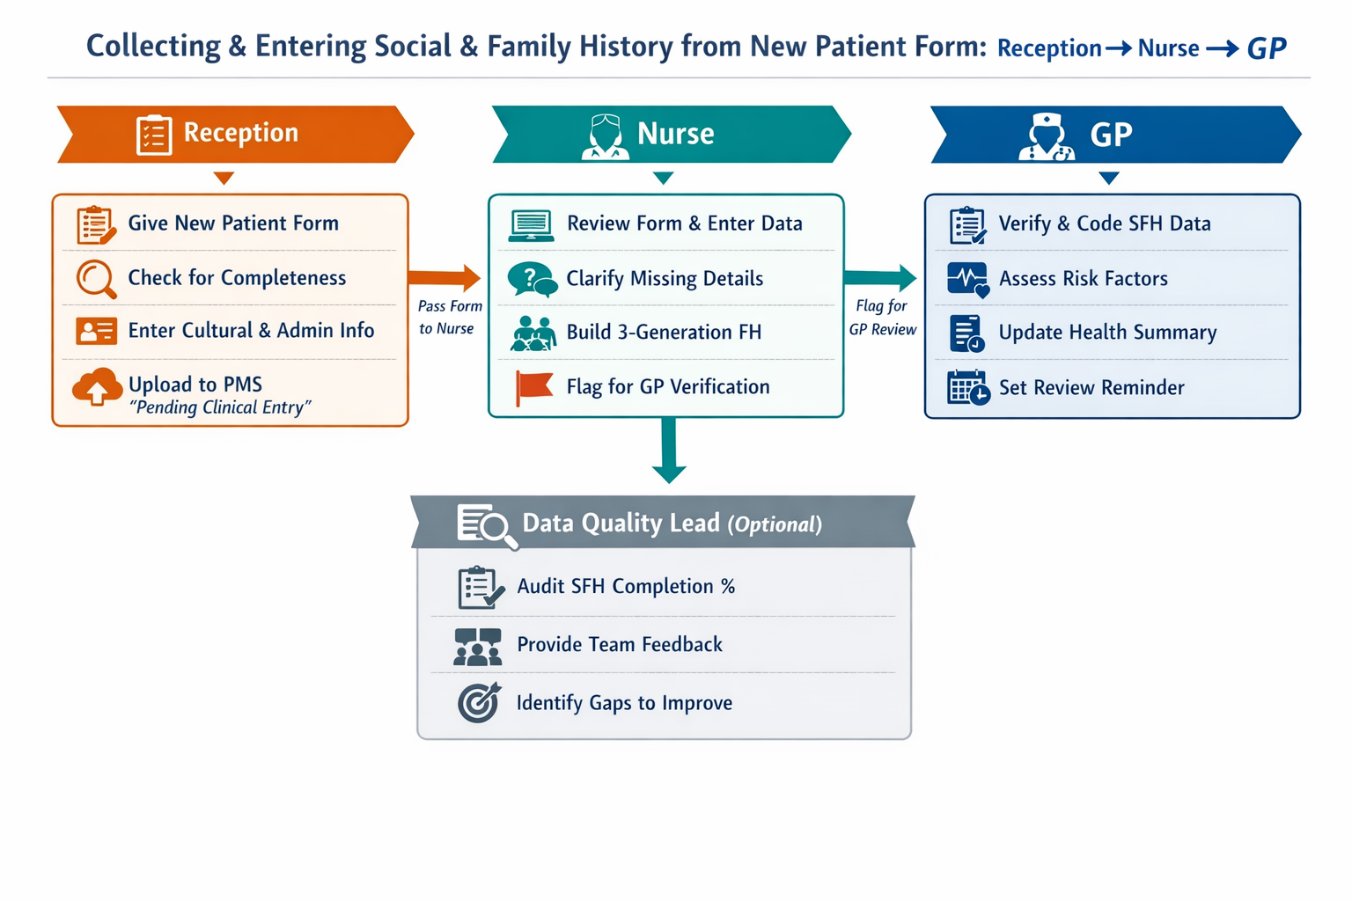 Collecting & Entering Social & Family History from New Patient Form: Reception → Nurse → GP
Reception
Give New Patient Form
Check for Completeness
Enter Cultural & Admin Info
Upload to PMS
“Pending Clinical Entry”
Pass Form
to Nurse
Nurse
Review Form & Enter Data
?
Clarify Missing Details
Build 3-Generation FH
Flag for GP Verification
Flag for
GP Review
GP
Verify & Code SFH Data
Assess Risk Factors
Update Health Summary
Set Review Reminder
Data Quality Lead (Optional)
Audit SFH Completion %
Provide Team Feedback
Identify Gaps to Improve